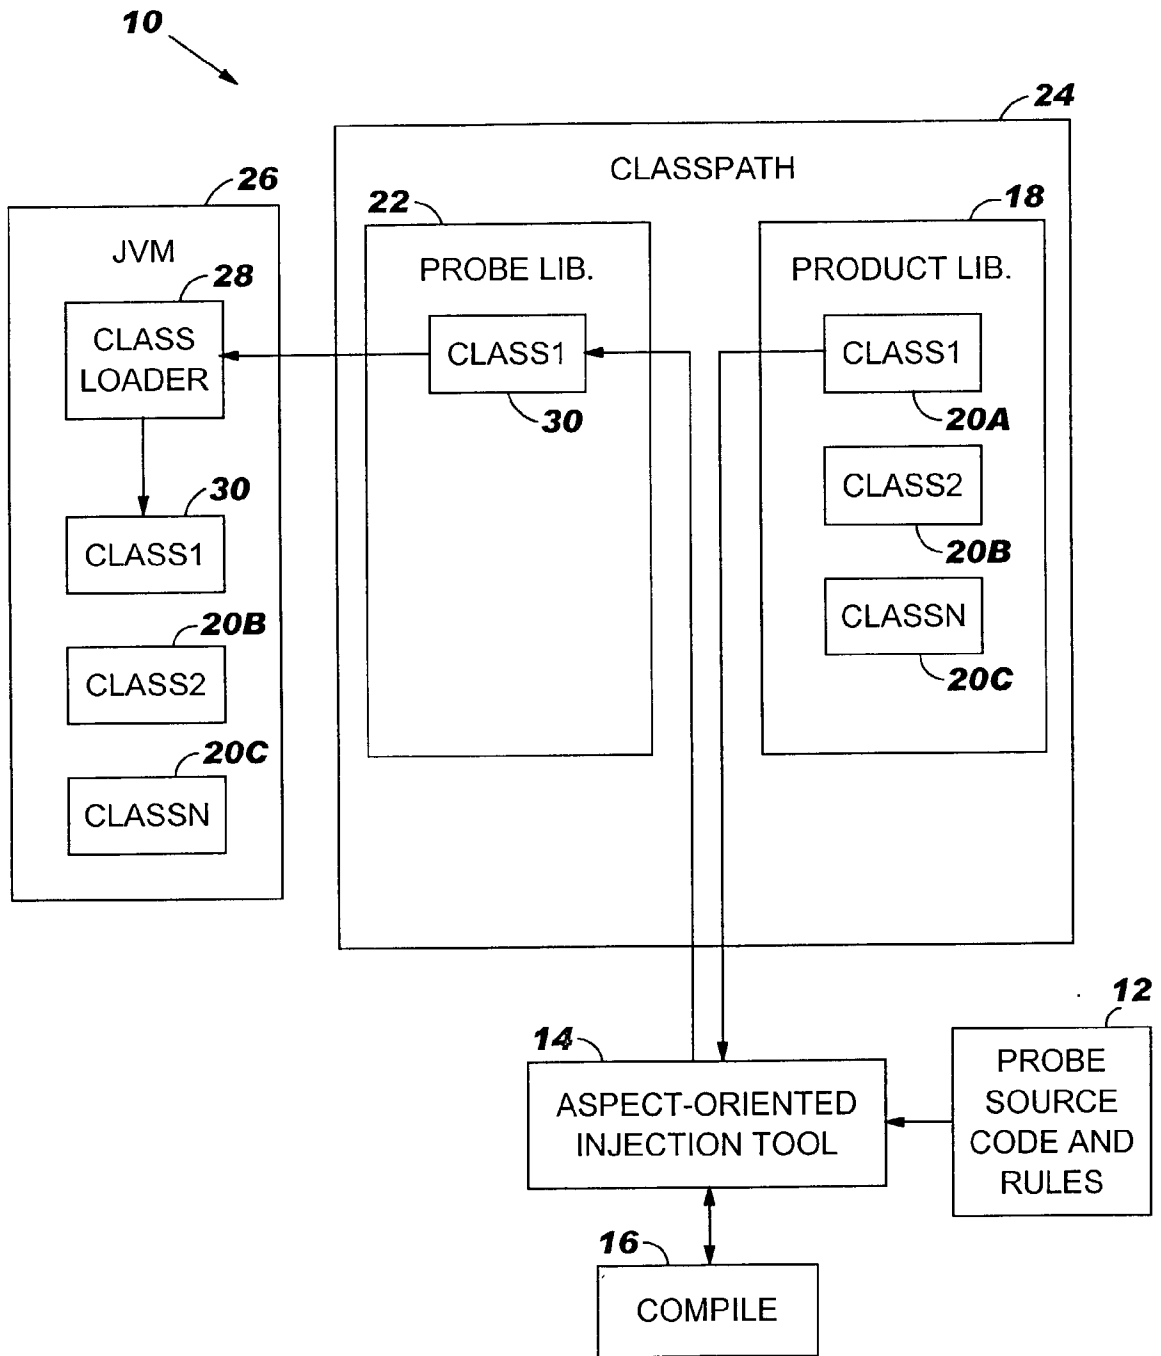 10
24
CLASSPATH
26
JVM
28
CLASS
LOADER
30
CLASS1
20B
CLASS2
20C
CLASSN
22
PROBE LIB.
CLASS1
30
18
PRODUCT LIB.
CLASS1
20A
CLASS2
20B
CLASSN
20C
14
ASPECT-ORIENTED
INJECTION TOOL
12
PROBE
SOURCE
CODE AND
RULES
16
COMPILE